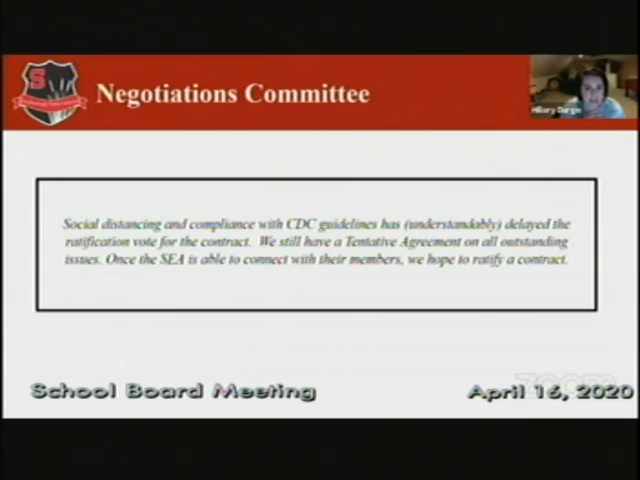 S
Negotiations Committee
Hillary Durgin
Social distancing and compliance with CDC guidelines has (understandably) delayed the
ratification vote for the contract. We still have a Tentative Agreement on all outstanding
issues. Once the SEA is able to connect with their members, we hope to ratify a contract.
zoom
School Board Meeting
April 16, 2020